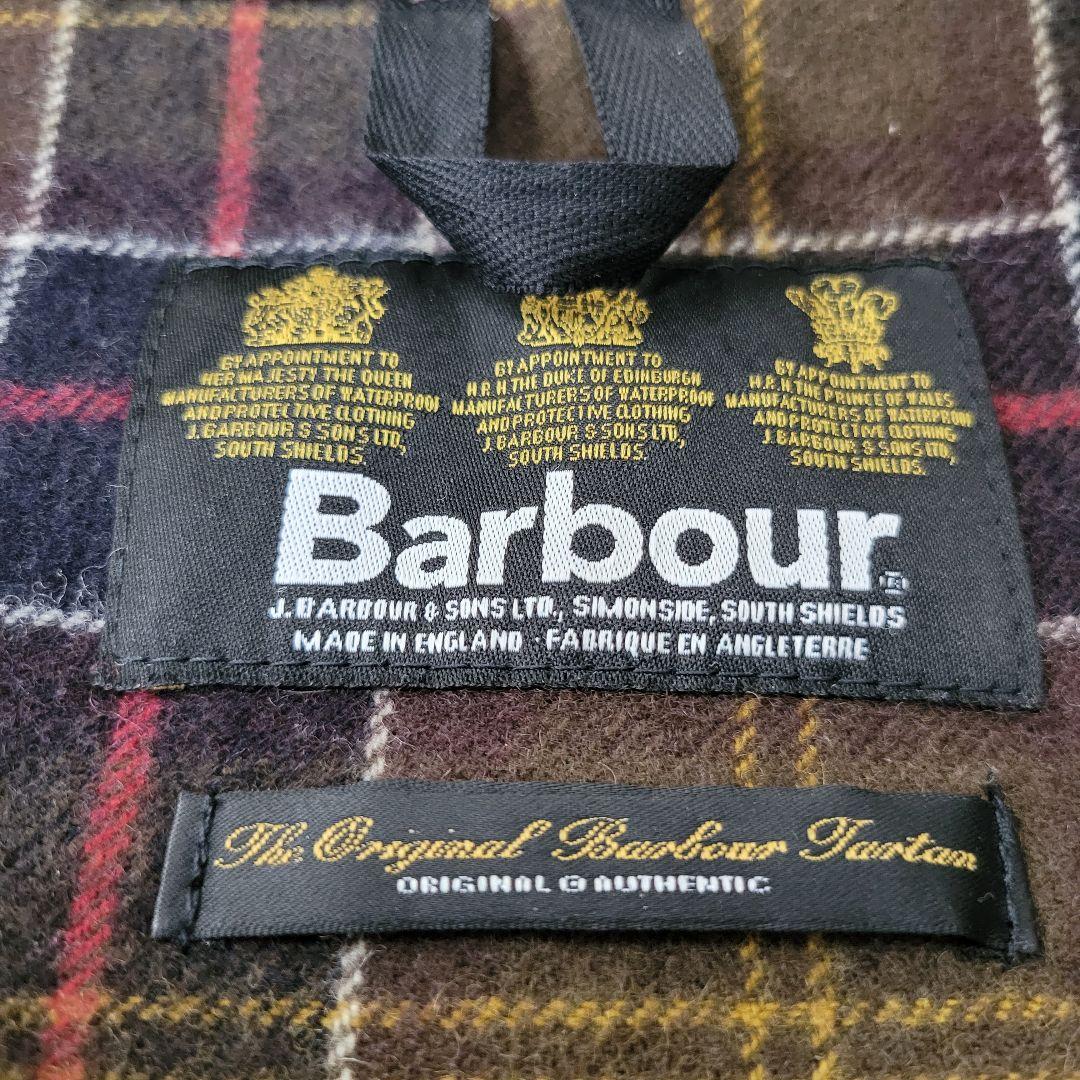 BY APPOINTMENT TO
HER MAJESTY THE QUEEN
MANUFACTURERS OF WATERPROOF
AND PROTECTIVE CLOTHING
J. BARBOUR & SONS LTD,
SOUTH SHIELDS.
BY APPOINTMENT TO
H.R.H THE DUKE OF EDINBURGH
MANUFACTURERS OF WATERPROOF
AND PROTECTIVE CLOTHING
J. BARBOUR & SONS LTD,
SOUTH SHIELDS.
BY APPOINTMENT TO
H.R.H THE PRINCE OF WALES
MANUFACTURERS OF WATERPROOF
AND PROTECTIVE CLOTHING
J. BARBOUR & SONS LTD,
SOUTH SHIELDS.
Barbour®
J. BARBOUR & SONS LTD., SIMONSIDE, SOUTH SHIELDS
MADE IN ENGLAND · FABRIQUE EN ANGLETERRE
The Original Barbour Tartan
ORIGINAL & AUTHENTIC